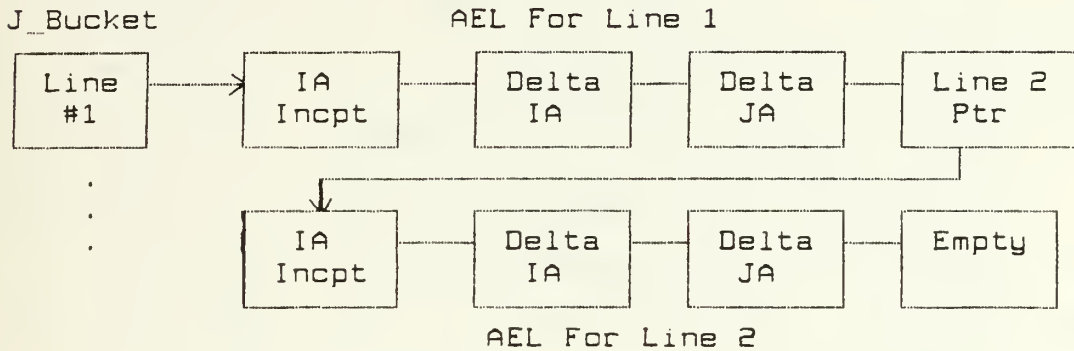 J_Bucket
AEL For Line 1
Line
#1
IA
Incpt
Delta
IA
Delta
JA
Line 2
Ptr
IA
Incpt
Delta
IA
Delta
JA
Empty
AEL For Line 2